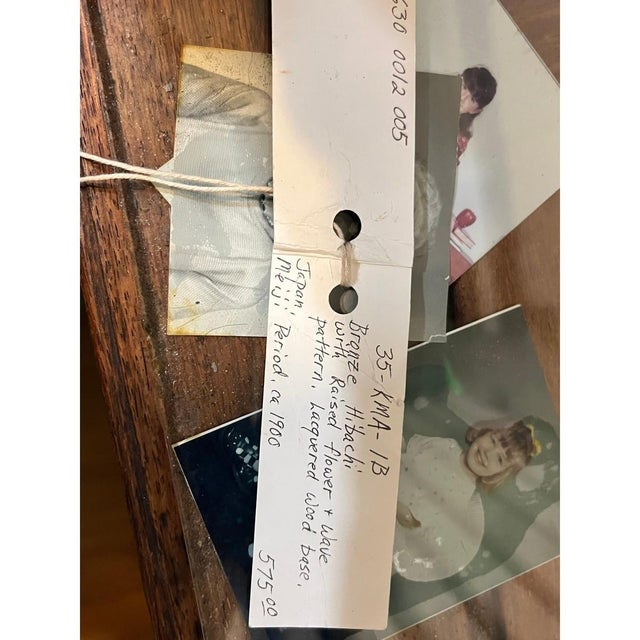 630 0012 005
35-KMA-1B
Bronze Hibachi
with Raised flower + Wave
pattern. Lacquered Wood base.
Japan
Meiji Period, ca 1900
575.00